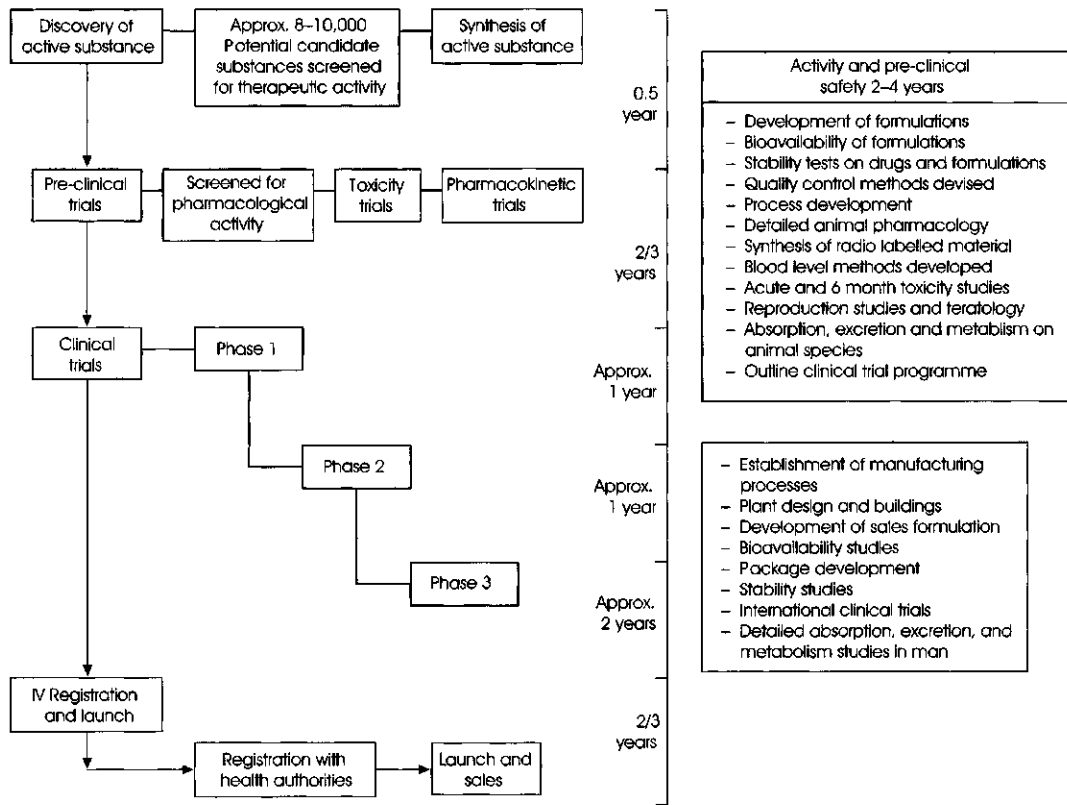 Discovery of
active substance
Approx. 8–10,000
Potential candidate
substances screened
for therapeutic activity
Synthesis of
active substance
0.5
year
Pre-clinical
trials
Screened for
pharmacological
activity
Toxicity
trials
Pharmacokinetic
trials
2/3
years
Clinical
trials
Phase 1
Approx.
1 year
Phase 2
Approx.
1 year
Phase 3
Approx.
2 years
IV Registration
and launch
2/3
years
Registration with
health authorities
Launch and
sales
Activity and pre-clinical
safety 2–4 years
– Development of formulations
– Bioavailability of formulations
– Stability tests on drugs and formulations
– Quality control methods devised
– Process development
– Detailed animal pharmacology
– Synthesis of radio labelled material
– Blood level methods developed
– Acute and 6 month toxicity studies
– Reproduction studies and teratology
– Absorption, excretion and metablism on
animal species
– Outline clinical trial programme
– Establishment of manufacturing
processes
– Plant design and buildings
– Development of sales formulation
– Bioavailability studies
– Package development
– Stability studies
– International clinical trials
– Detailed absorption, excretion, and
metabolism studies in man